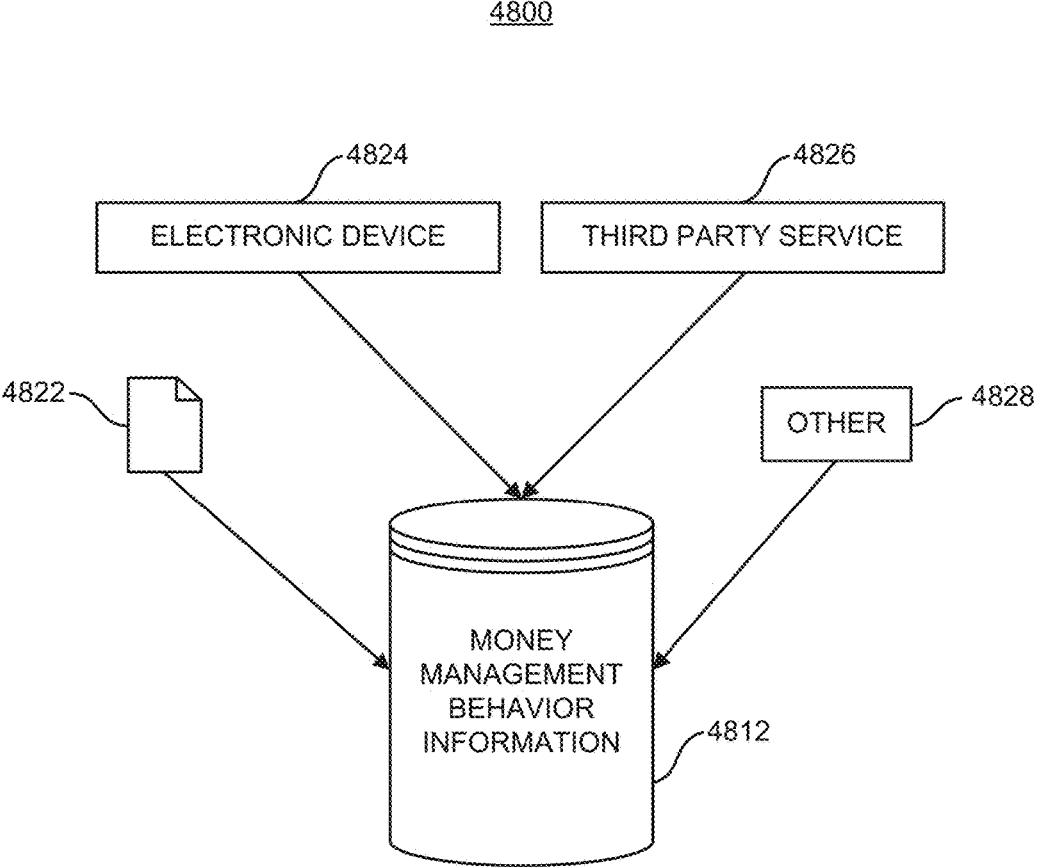 4800
4824
4826
ELECTRONIC DEVICE
THIRD PARTY SERVICE
4822
4828
OTHER
MONEY
MANAGEMENT
BEHAVIOR
INFORMATION
4812